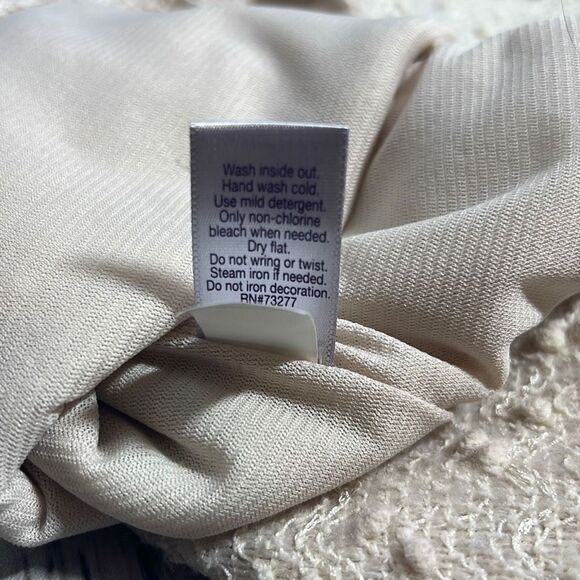 Wash inside out.
Hand wash cold.
Use mild detergent.
Only non-chlorine
bleach when needed.
Dry flat.
Do not wring or twist.
Steam iron if needed.
Do not iron decoration.
RN#73277